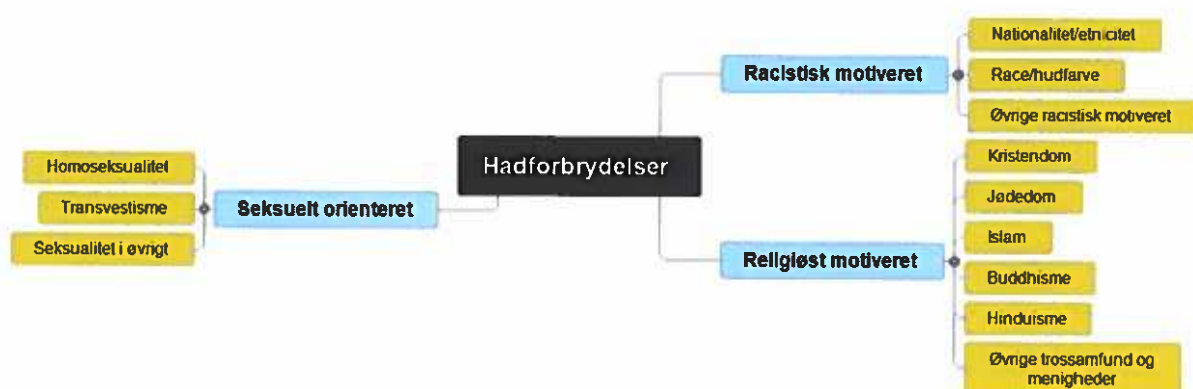 Hadforbrydelser
Racistisk motiveret
Nationalitet/etnicitet
Race/hudfarve
Øvrige racistisk motiveret
Religiøst motiveret
Kristendom
Jødedom
Islam
Buddhisme
Hinduisme
Øvrige trossamfund og
menigheder
Seksuelt orienteret
Homoseksualitet
Transvestisme
Seksualitet i øvrigt